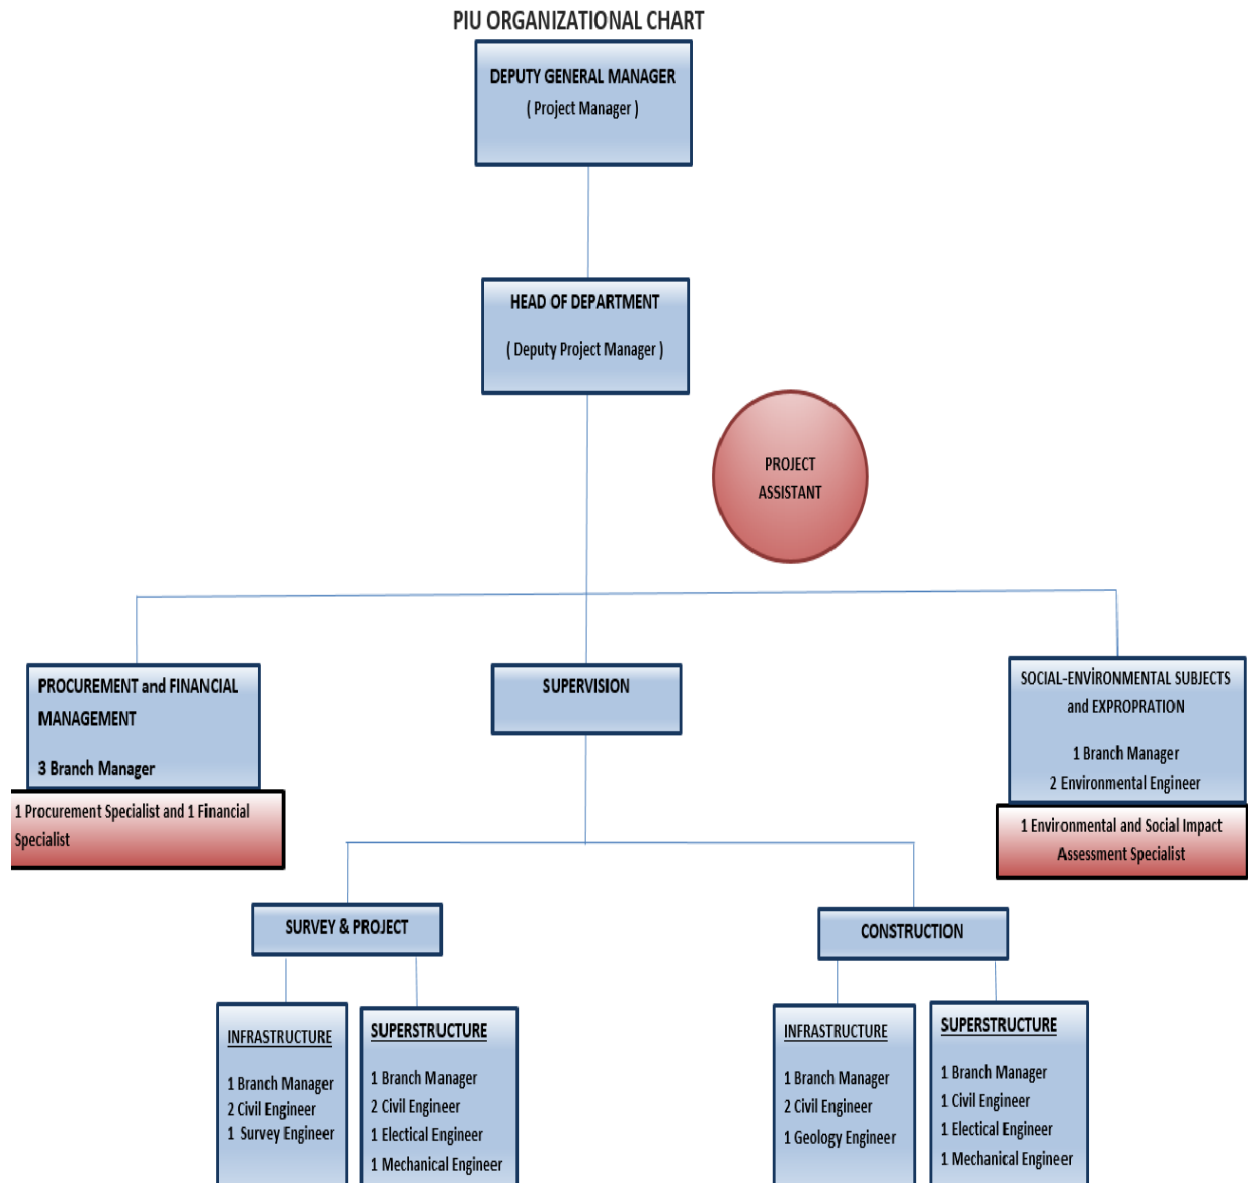 PIU ORGANIZATIONAL CHART
DEPUTY GENERAL MANAGER
( Project Manager )
HEAD OF DEPARTMENT
( Deputy Project Manager )
PROJECT
ASSISTANT
PROCUREMENT and FINANCIAL
MANAGEMENT
3 Branch Manager
1 Procurement Specialist and 1 Financial
Specialist
SUPERVISION
SOCIAL-ENVİRONMENTAL SUBJECTS
and EXPROPRATION
1 Branch Manager
2 Environmental Engineer
1 Environmental and Social Impact
Assessment Specialist
SURVEY & PROJECT
CONSTRUCTION
INFRASTRUCTURE
1 Branch Manager
2 Civil Engineer
1 Survey Engineer
SUPERSTRUCTURE
1 Branch Manager
2 Civil Engineer
1 Electical Engineer
1 Mechanical Engineer
INFRASTRUCTURE
1 Branch Manager
2 Civil Engineer
1 Geology Engineer
SUPERSTRUCTURE
1 Branch Manager
1 Civil Engineer
1 Electical Engineer
1 Mechanical Engineer